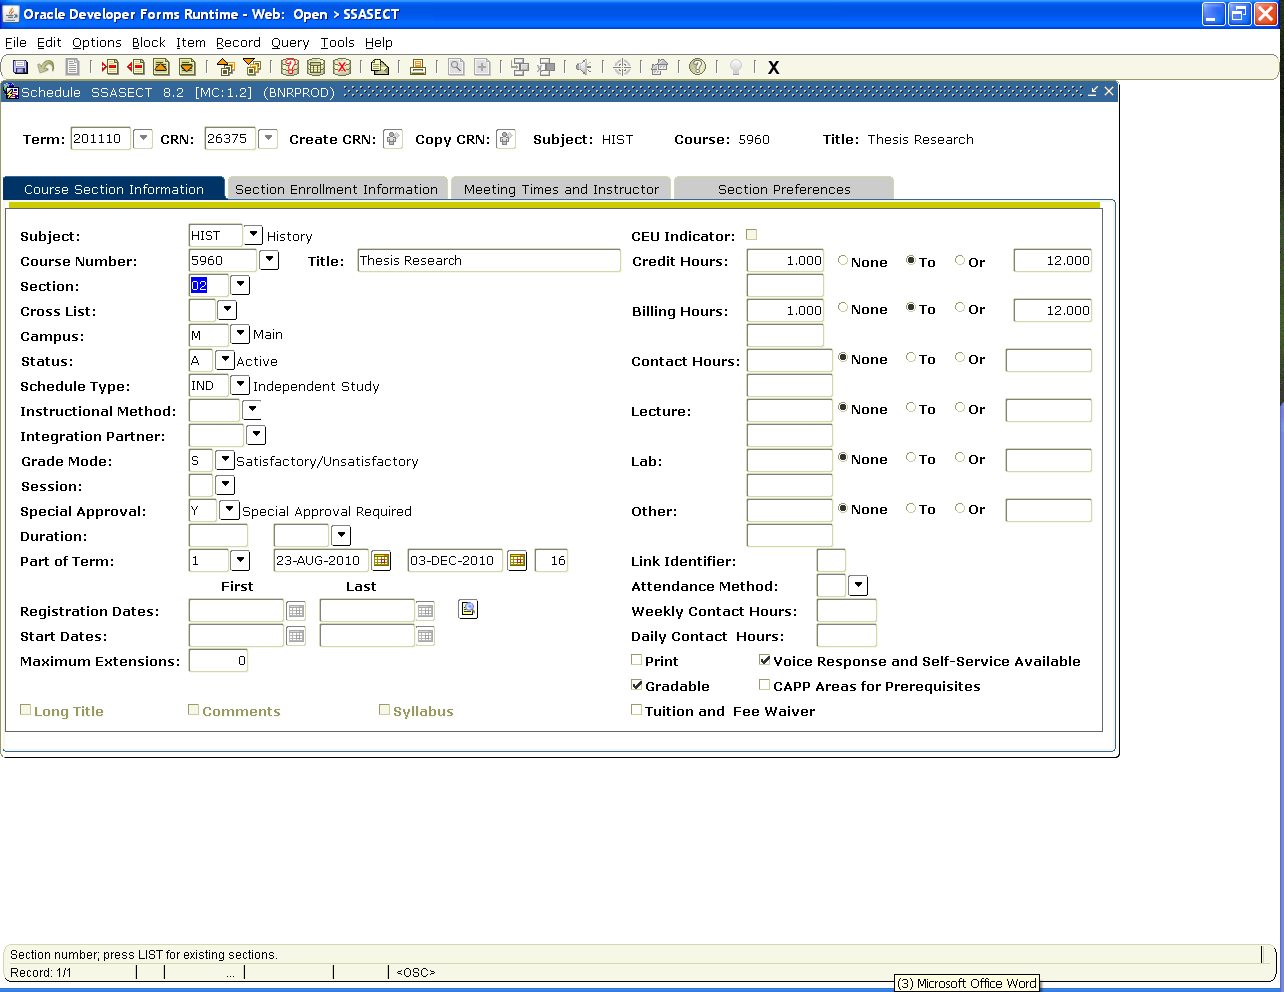 Oracle Developer Forms Runtime - Web:  Open > SSASECT
File Edit Options Block Item Record Query Tools Help
X
Schedule SSASECT 8.2 [MC:1.2] (BNRPROD)
Term: 201110 CRN: 26375 Create CRN: Copy CRN: Subject: HIST Course: 5960 Title: Thesis Research
Course Section Information Section Enrollment Information Meeting Times and Instructor Section Preferences
Subject: HIST History CEU Indicator:
Course Number: 5960 Title: Thesis Research Credit Hours: 1.000 None To Or 12.000
Section: 02
Cross List: Billing Hours: 1.000 None To Or 12.000
Campus: M Main
Status: A Active Contact Hours: None To Or
Schedule Type: IND Independent Study
Instructional Method: Lecture: None To Or
Integration Partner:
Grade Mode: S Satisfactory/Unsatisfactory Lab: None To Or
Session:
Special Approval: Y Special Approval Required Other: None To Or
Duration:
Part of Term: 1 23-AUG-2010 03-DEC-2010 16 Link Identifier:
First Last Attendance Method:
Registration Dates: Weekly Contact Hours:
Start Dates: Daily Contact Hours:
Maximum Extensions: 0 Print Voice Response and Self-Service Available
Gradable CAPP Areas for Prerequisites
Long Title Comments Syllabus Tuition and Fee Waiver
Section number; press LIST for existing sections.
Record: 1/1 ... <OSC>
(3) Microsoft Office Word